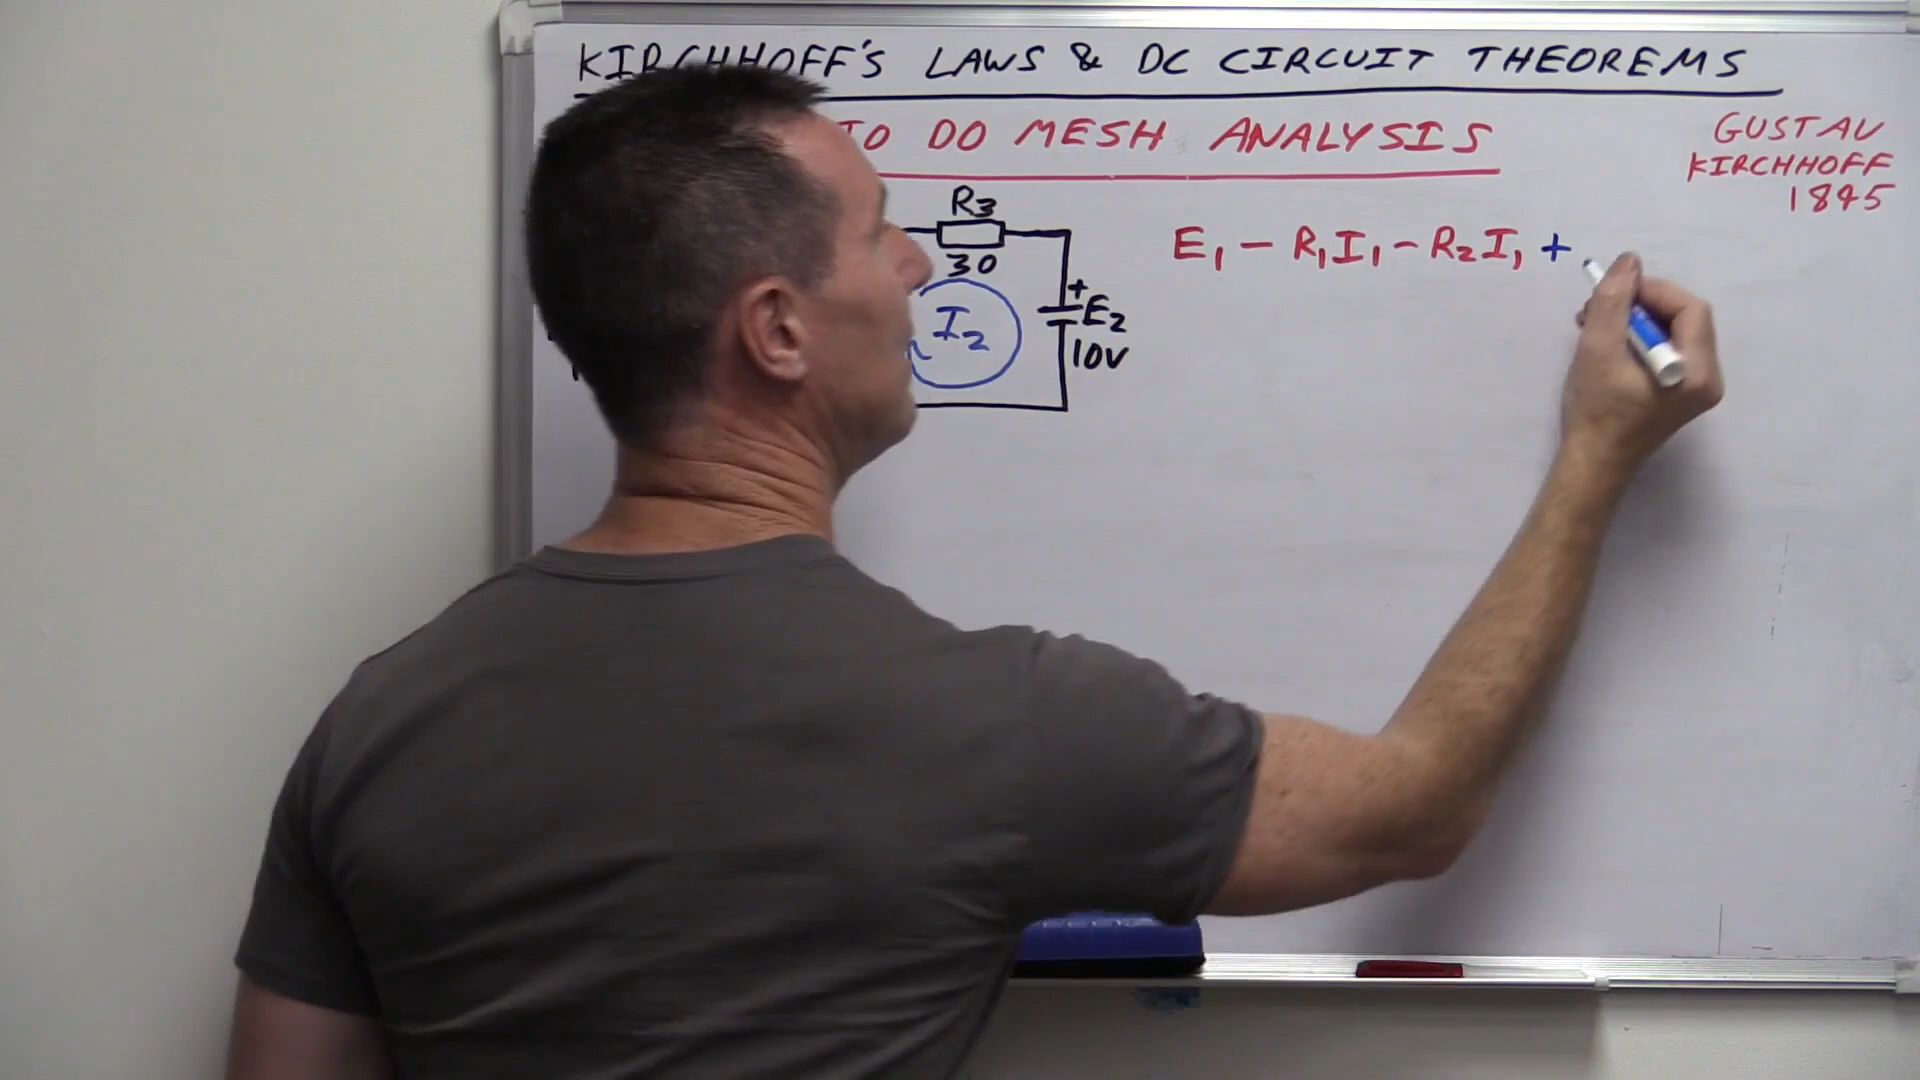 KIRCHHOFF'S LAWS & DC CIRCUIT THEOREMS
TO DO MESH ANALYSIS
GUSTAV
KIRCHHOFF
1845
R3
30
I2
+
E2
10V
E1 - R1I1 - R2I1 +